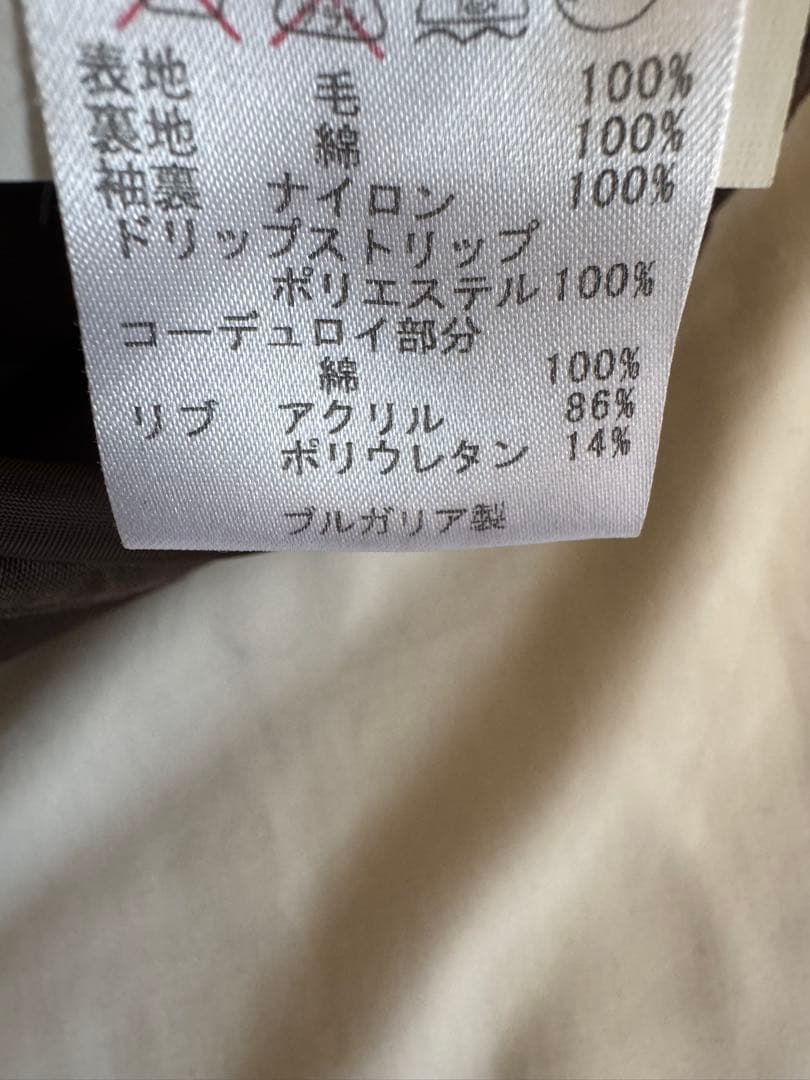 表地 毛 100%
裏地 綿 100%
袖裏 ナイロン 100%
ドリップストリップ
ポリエステル 100%
コーデュロイ部分
綿 100%
リブ アクリル 86%
ポリウレタン 14%
ブルガリア製